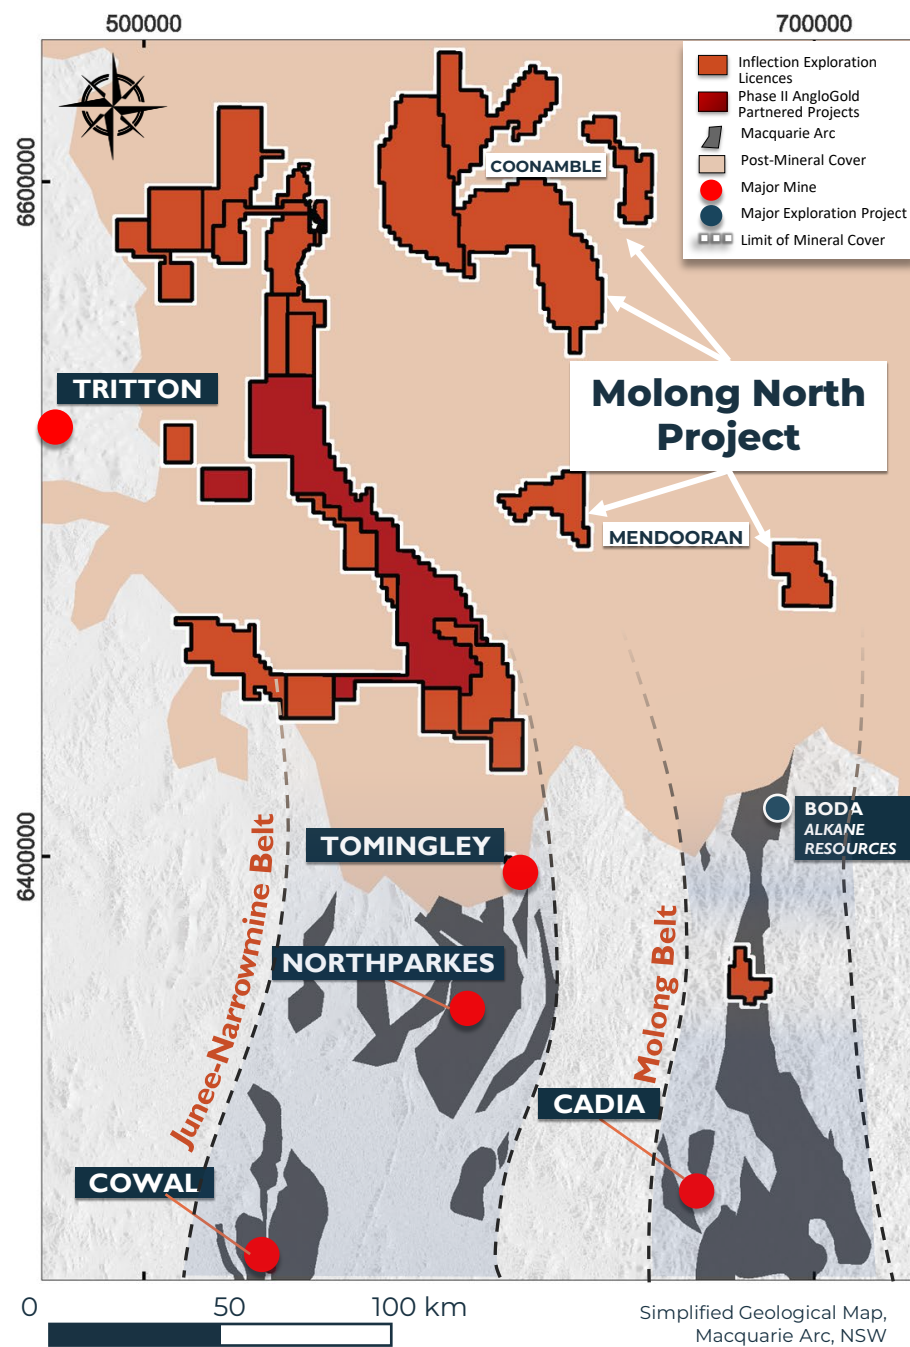 500000
700000
6600000
6400000
Inflection Exploration
Licences
Phase II AngloGold
Partnered Projects
Macquarie Arc
Post-Mineral Cover
Major Mine
Major Exploration Project
Limit of Mineral Cover
COONAMBLE
TRITTON
Molong North
Project
MENDOORAN
BODA
ALKANE
RESOURCES
TOMINGLEY
Junee-Narrowmine Belt
NORTHPARKES
Molong Belt
CADIA
COWAL
0 50 100 km
Simplified Geological Map,
Macquarie Arc, NSW